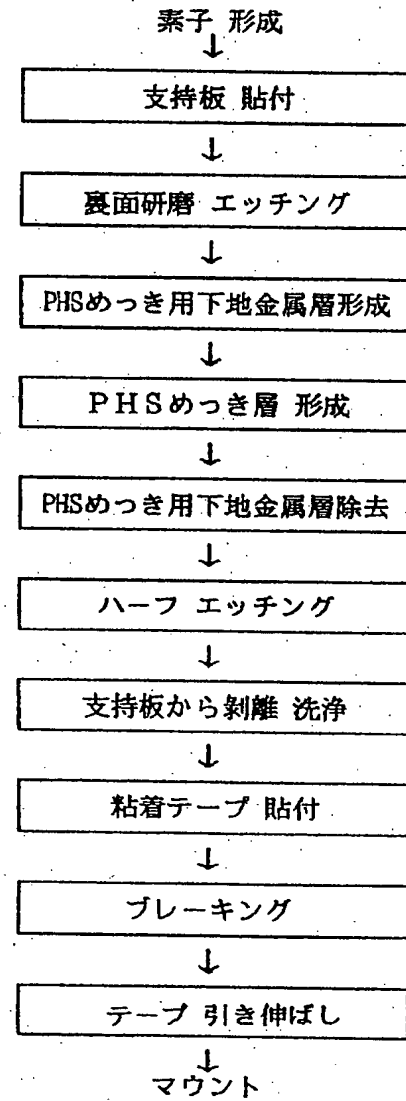 素子 形成
↓
支持板 貼付
↓
裏面研磨 エッチング
↓
PHSめっき用下地金属層形成
↓
PHSめっき層 形成
↓
PHSめっき用下地金属層除去
↓
ハーフ エッチング
↓
支持板から剝離 洗浄
↓
粘着テープ 貼付
↓
ブレーキング
↓
テープ 引き伸ばし
↓
マウント